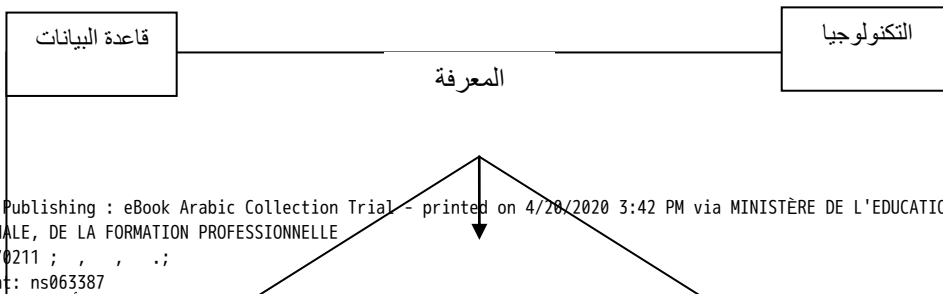 التكنولوجيا
قاعدة البيانات
المعرفة
Publishing : eBook Arabic Collection Trial - printed on 4/20/2020 3:42 PM via MINISTÈRE DE L'EDUCATIO
ALE, DE LA FORMATION PROFESSIONNELLE
0211 ; , , .;
: ns063387